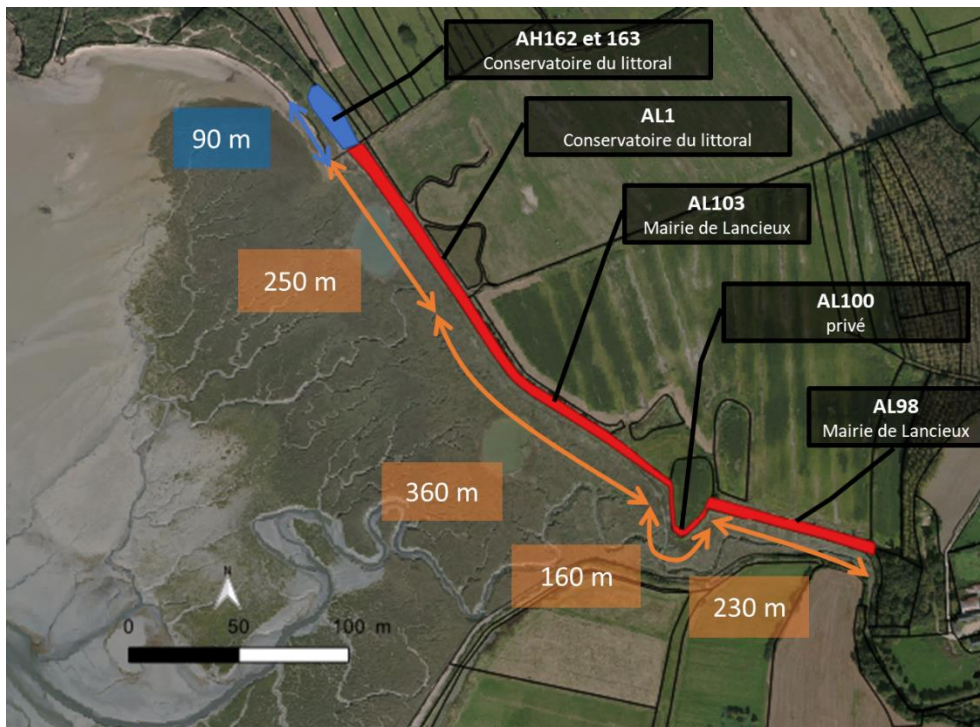 AH162 et 163
Conservatoire du littoral
AL1
Conservatoire du littoral
90 m
AL103
Mairie de Lancieux
250 m
AL100
privé
AL98
Mairie de Lancieux
360 m
160 m
230 m
N
0 50 100 m